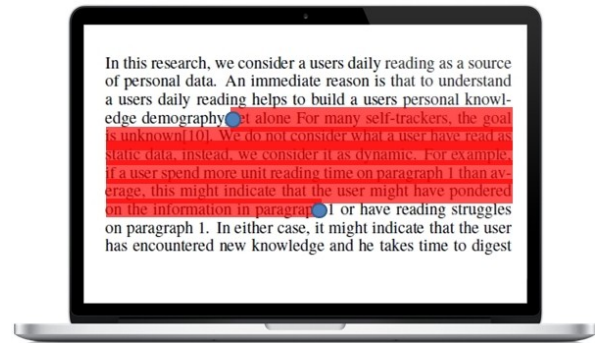 In this research, we consider a users daily reading as a source
of personal data. An immediate reason is that to understand
a users daily reading helps to build a users personal knowl-
edge demography et alone For many self-trackers, the goal
is unknown[10]. We do not consider what a user have read as
static data, instead, we consider it as dynamic. For example,
if a user spend more unit reading time on paragraph 1 than av-
erage, this might indicate that the user might have pondered
on the information in paragrap 1 or have reading struggles
on paragraph 1. In either case, it might indicate that the user
has encountered new knowledge and he takes time to digest